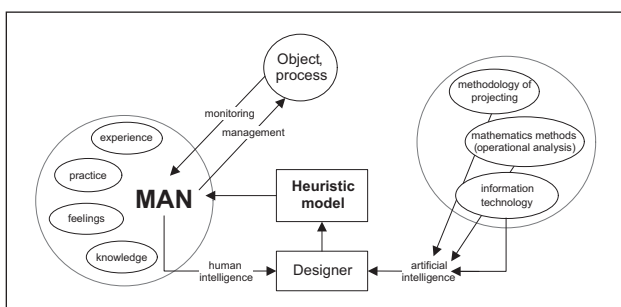 Object,
process
methodology of
projecting
monitoring
management
experience
mathematics methods
(operational analysis)
practice
MAN
Heuristic
model
information
technology
feelings
knowledge
human
intelligence
Designer
artificial
intelligence